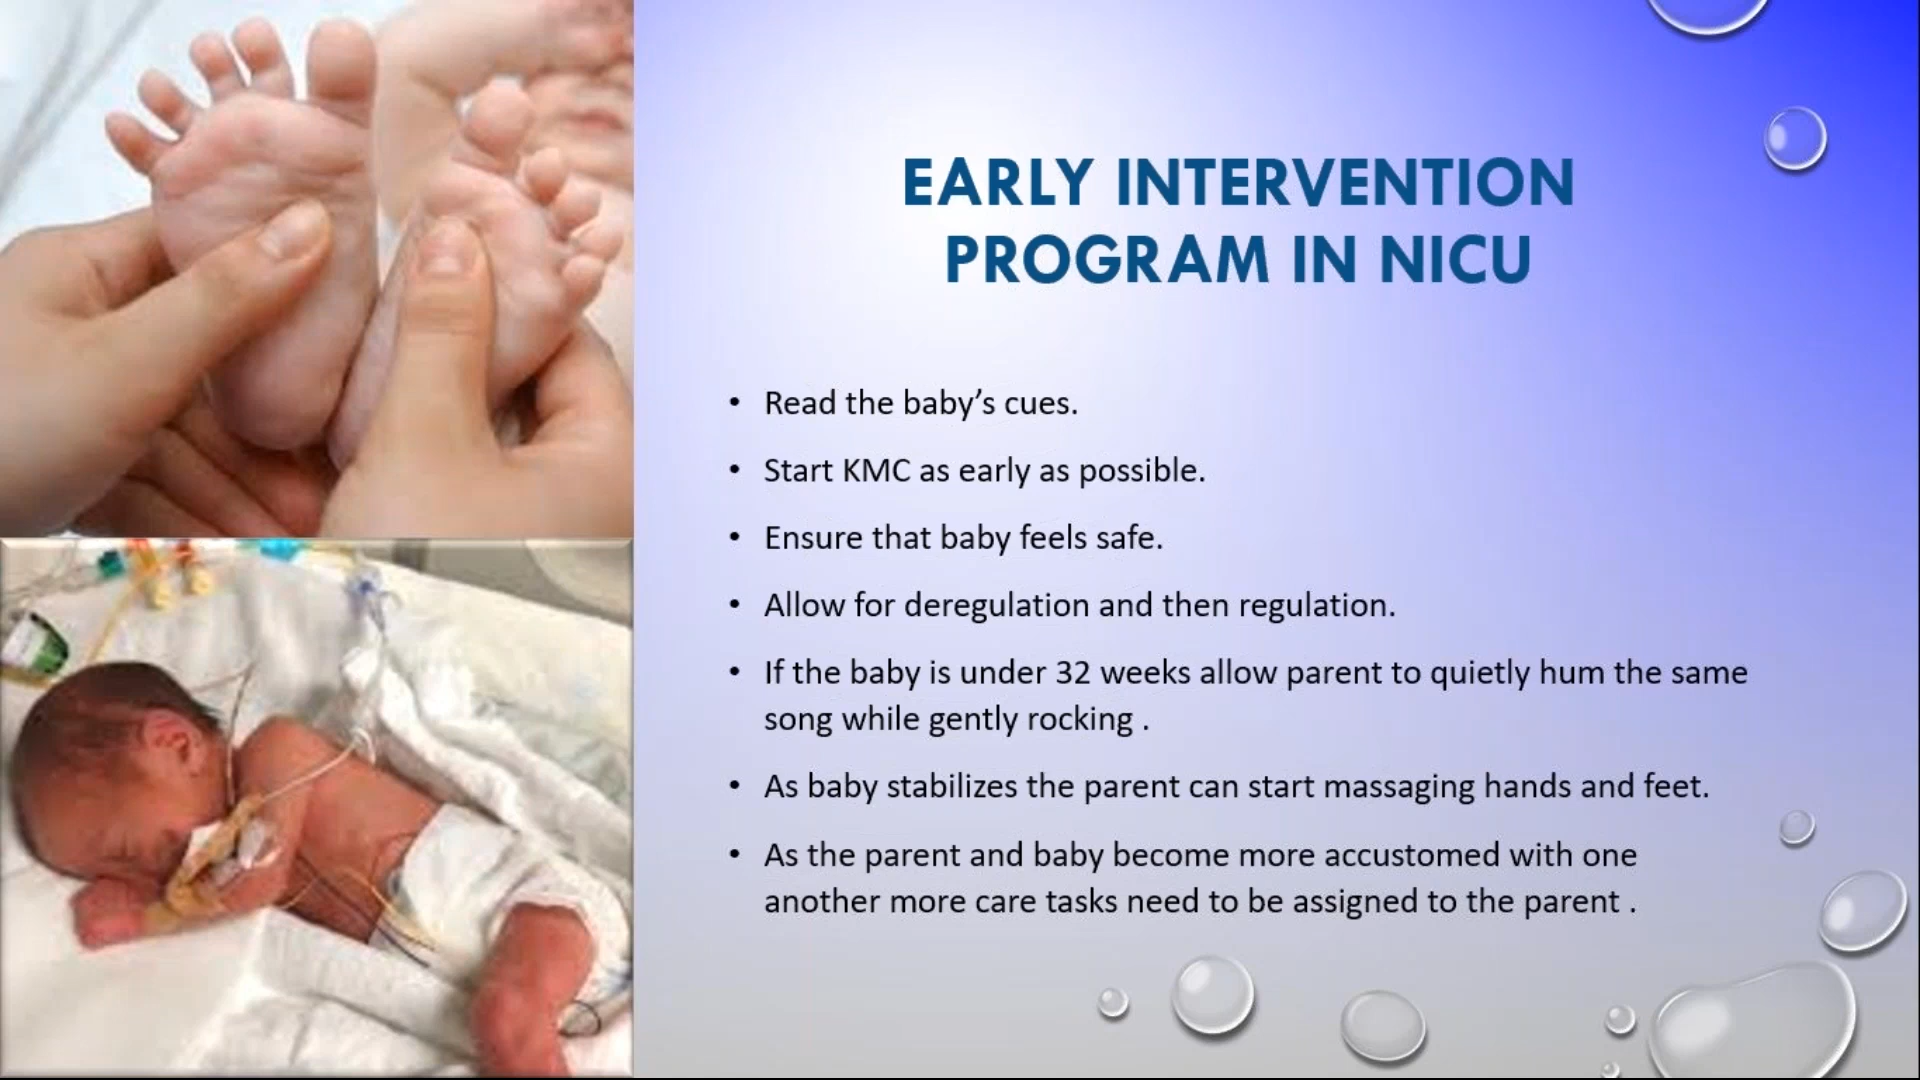 EARLY INTERVENTION
PROGRAM IN NICU
• Read the baby’s cues.
• Start KMC as early as possible.
• Ensure that baby feels safe.
• Allow for deregulation and then regulation.
• If the baby is under 32 weeks allow parent to quietly hum the same
song while gently rocking .
• As baby stabilizes the parent can start massaging hands and feet.
• As the parent and baby become more accustomed with one
another more care tasks need to be assigned to the parent .